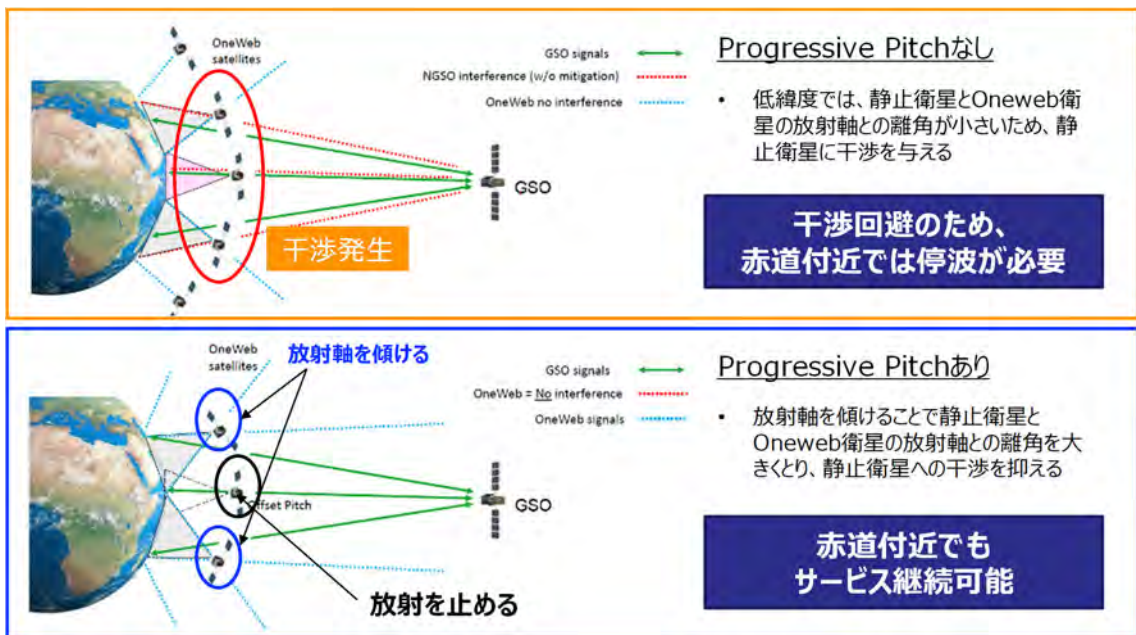 OneWeb
satellites
GSO signals
NGSO interference (w/o mitigation)
OneWeb no interference
GSO
干渉発生
Progressive Pitchなし
• 低緯度では、静止衛星とOneweb衛
星の放射軸との離角が小さいため、静
止衛星に干渉を与える
干渉回避のため、
赤道付近では停波が必要
OneWeb
satellites
放射軸を傾ける
GSO signals
OneWeb = No interference
OneWeb signals
Offset Pitch
GSO
放射を止める
Progressive Pitchあり
• 放射軸を傾けることで静止衛星と
Oneweb衛星の放射軸との離角を大
きくとり、静止衛星への干渉を抑える
赤道付近でも
サービス継続可能